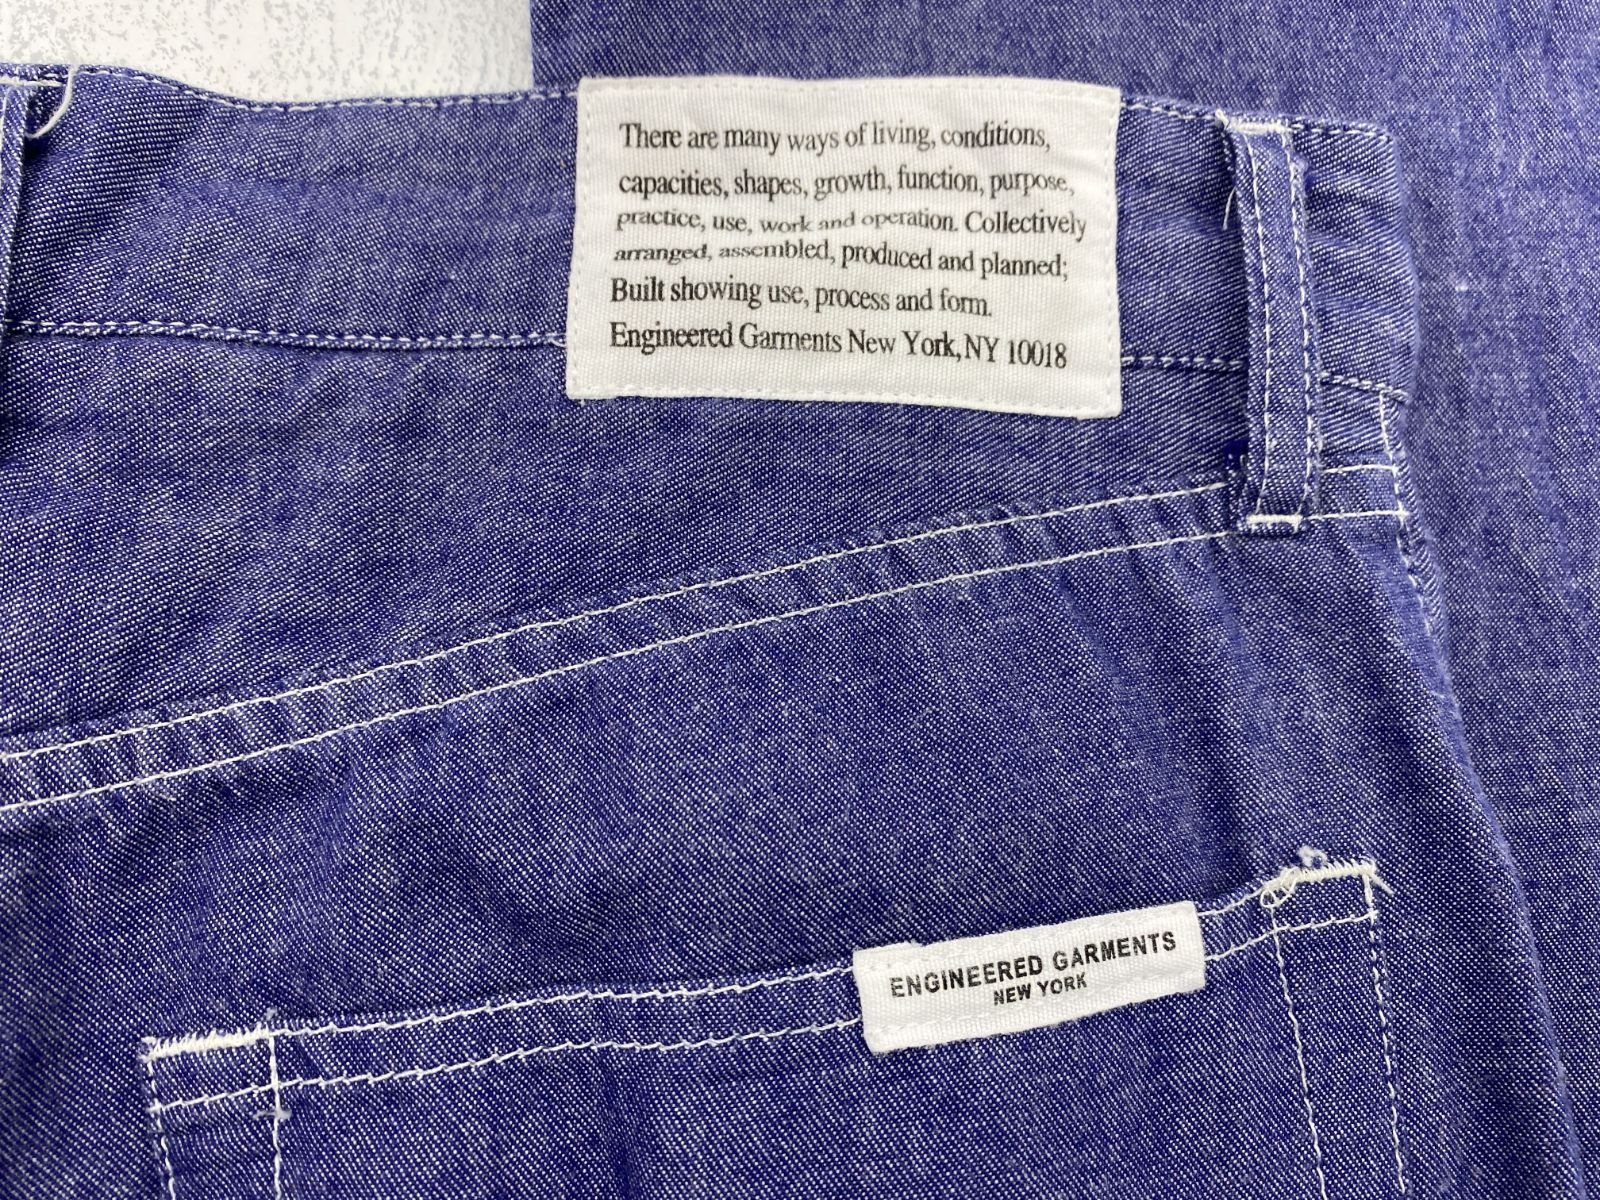 There are many ways of living, conditions,
capacities, shapes, growth, function, purpose,
practice, use, work and operation. Collectively
arranged, assembled, produced and planned;
Built showing use, process and form.
Engineered Garments New York, NY 10018
ENGINEERED GARMENTS
NEW YORK